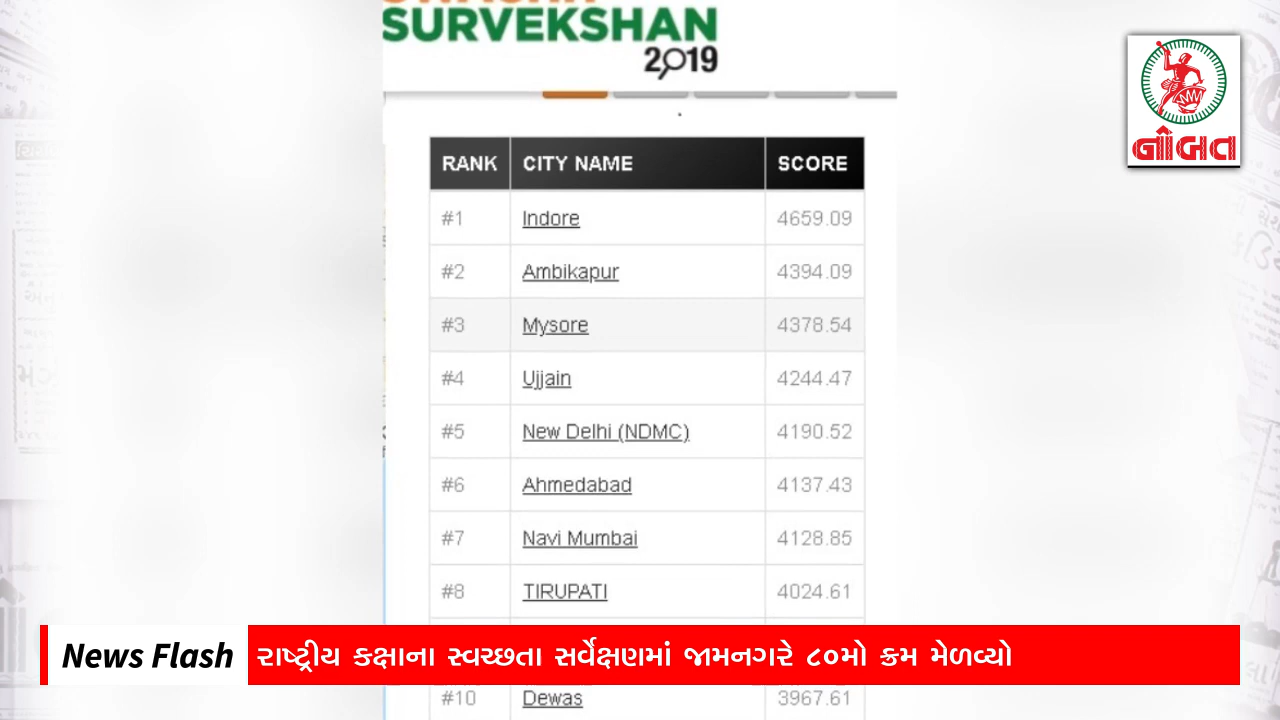 SURVEKSHAN
2019
નોબત
RANK CITY NAME SCORE
#1 Indore 4659.09
#2 Ambikapur 4394.09
#3 Mysore 4378.54
#4 Ujjain 4244.47
#5 New Delhi (NDMC) 4190.52
#6 Ahmedabad 4137.43
#7 Navi Mumbai 4128.85
#8 TIRUPATI 4024.61
News Flash રાષ્ટ્રીય કક્ષાના સ્વચ્છતા સર્વેક્ષણમાં જામનગરે ૮૦મો ક્રમ મેળવ્યો
#10 Dewas 3967.61